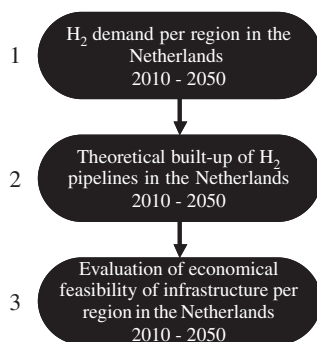 1
H₂ demand per region in the
Netherlands
2010 - 2050
2
Theoretical built-up of H₂
pipelines in the Netherlands
2010 - 2050
3
Evaluation of economical
feasibility of infrastructure per
region in the Netherlands
2010 - 2050